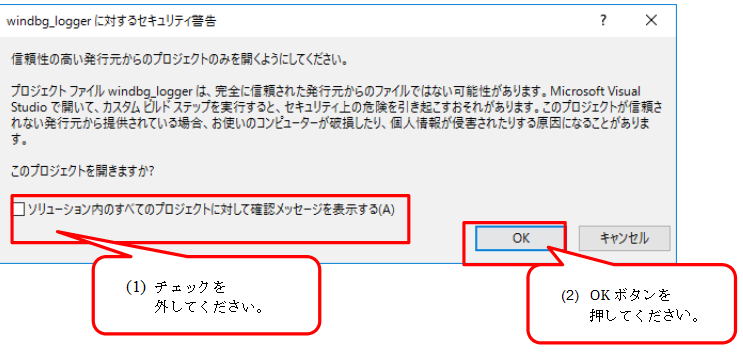 windbg_logger に対するセキュリティ警告
? ×
信頼性の高い発行元からのプロジェクトのみを開くようにしてください。
プロジェクト ファイル windbg_logger は、完全に信頼された発行元からのファイルではない可能性があります。Microsoft Visual
Studio で開いて、カスタム ビルド ステップを実行すると、セキュリティ上の危険を引き起こすおそれがあります。このプロジェクトが信頼さ
れない発行元から提供されている場合、お使いのコンピューターが破損したり、個人情報が侵害されたりする原因になることがありま
す。
このプロジェクトを開きますか?
ソリューション内のすべてのプロジェクトに対して確認メッセージを表示する(A)
OK キャンセル
(1) チェックを
外してください。
(2) OK ボタンを
押してください。